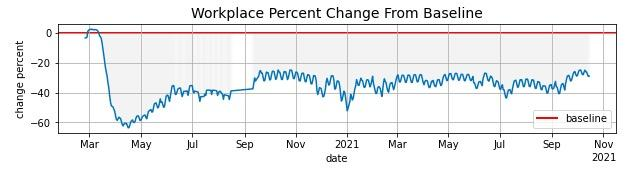 Workplace Percent Change From Baseline
change percent
0
−20
−40
−60
baseline
Mar May Jul Sep Nov 2021 Mar May Jul Sep Nov
2021
date